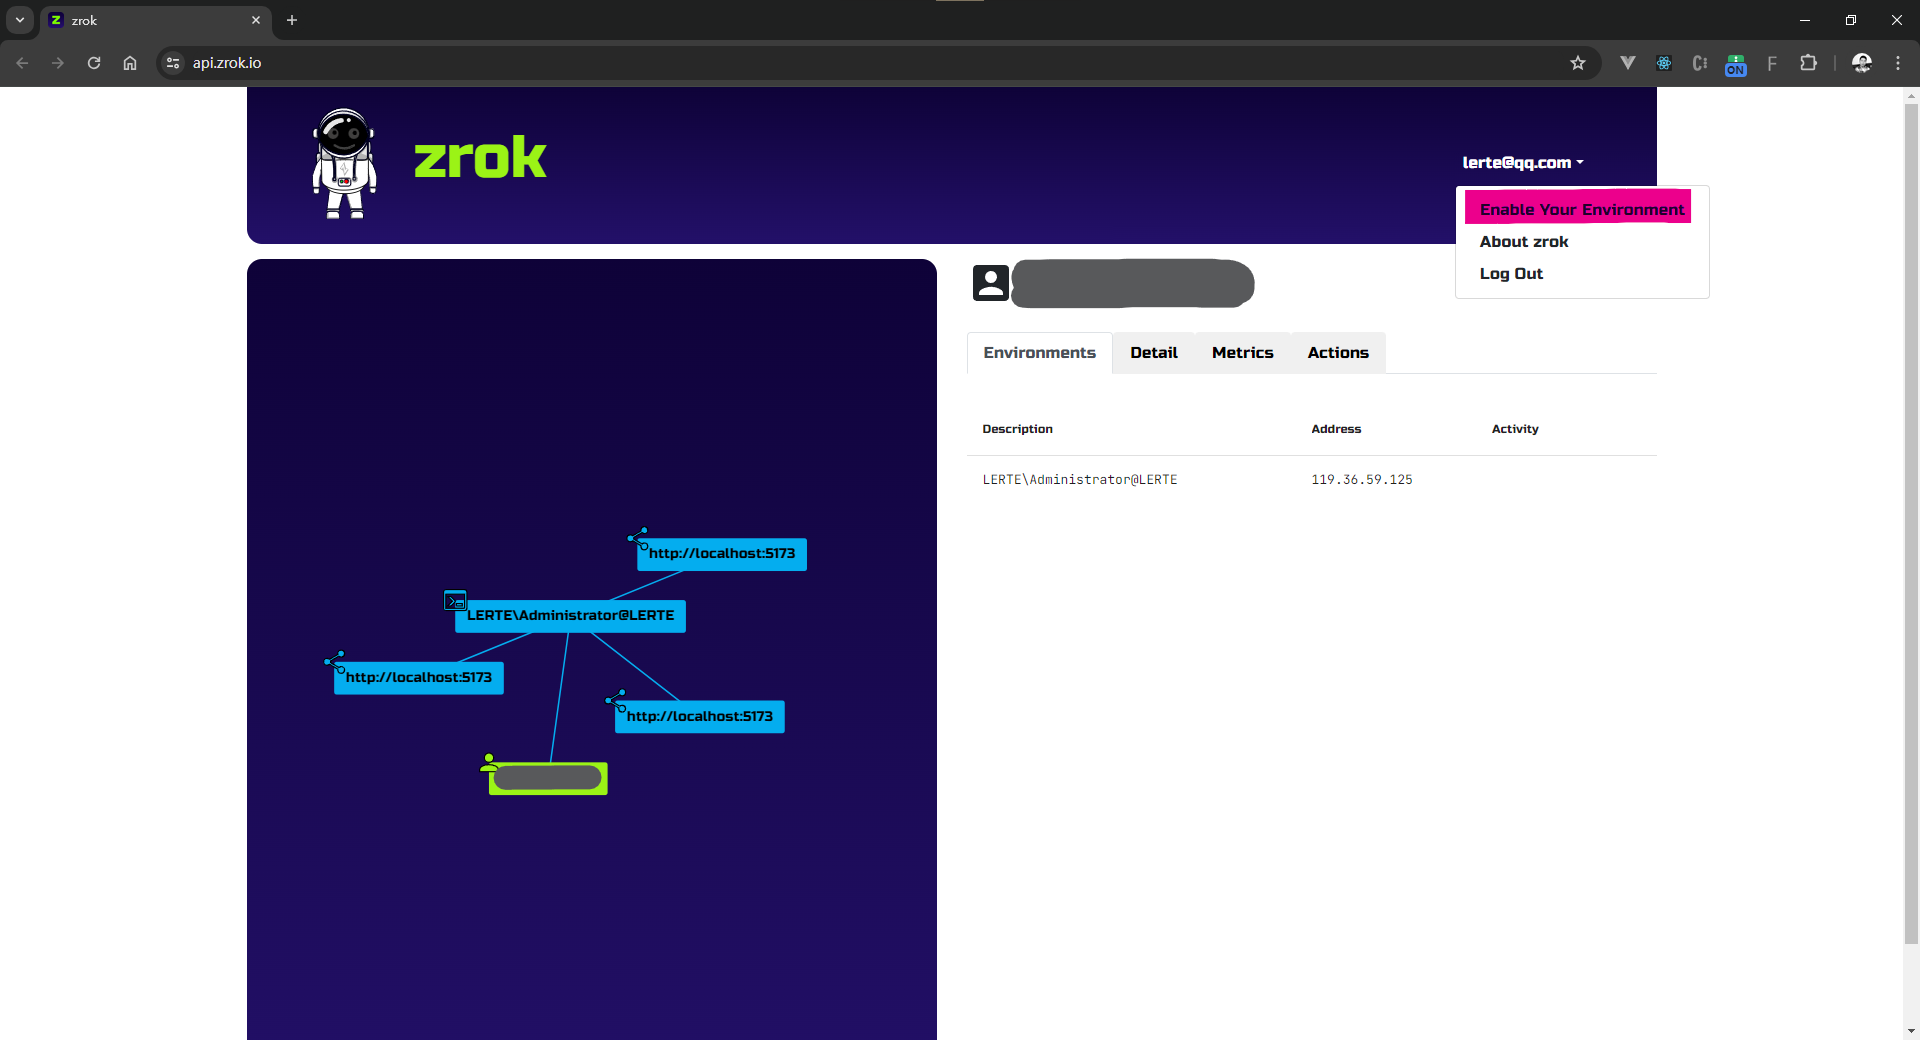 zrok
api.zrok.io
ON
zrok
lerte@qq.com
Enable Your Environment
About zrok
Log Out
Environments
Detail
Metrics
Actions
Description
Address
Activity
LERTE\Administrator@LERTE
119.36.59.125
http://localhost:5173
LERTE\Administrator@LERTE
http://localhost:5173
http://localhost:5173